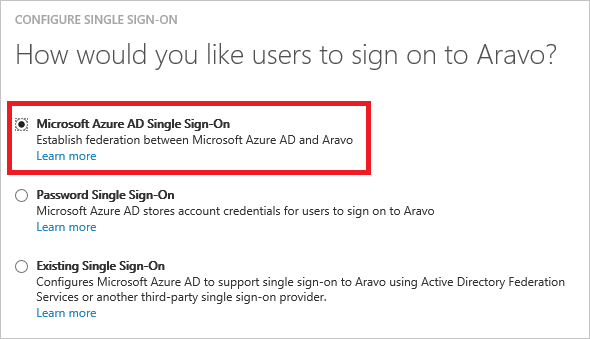 CONFIGURE SINGLE SIGN-ON
How would you like users to sign on to Aravo?
Microsoft Azure AD Single Sign-On
Establish federation between Microsoft Azure AD and Aravo
Learn more
Password Single Sign-On
Microsoft Azure AD stores account credentials for users to sign on to Aravo
Learn more
Existing Single Sign-On
Configures Microsoft Azure AD to support single sign-on to Aravo using Active Directory Federation
Services or another third-party single sign-on provider.
Learn more